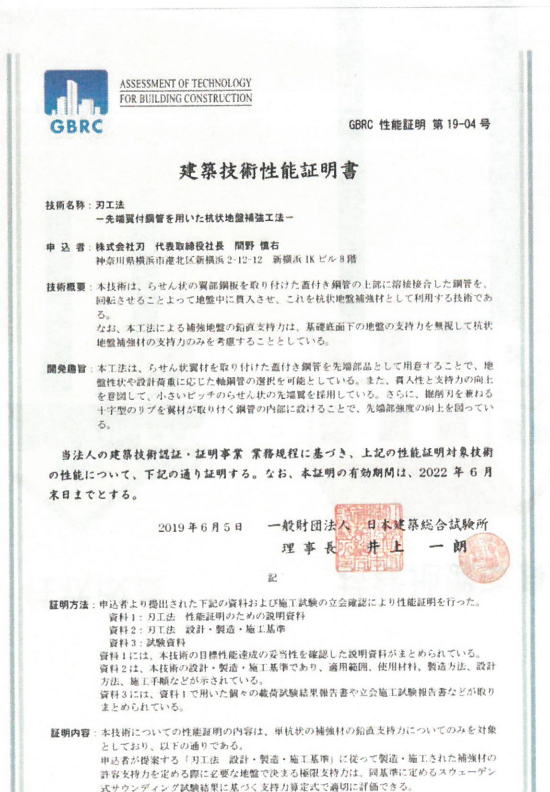 ASSESSMENT OF TECHNOLOGY
FOR BUILDING CONSTRUCTION
GBRC
GBRC 性能証明 第 19-04 号
建築技術性能証明書
技術名称：刃工法
－先端翼付鋼管を用いた杭状地盤補強工法－
申 込 者：株式会社刃 代表取締役社長 間野 慎右
神奈川県横浜市港北区新横浜 2-12-12 新横浜 IK ビル 8 階
技術概要：本技術は、らせん状の翼部鋼板を取り付けた蓋付き鋼管の上部に溶接接合した鋼管を、
回転させることよって地盤中に貫入させ、これを杭状地盤補強材として利用する技術であ
る。
なお、本工法による補強地盤の鉛直支持力は、基礎底面下の地盤の支持力を無視して杭状
地盤補強材の支持力のみを考慮することとしている。
開発趣旨：本工法は、らせん状翼材を取り付けた蓋付き鋼管を先端部品として用意することで、地
盤性状や設計荷重に応じた軸鋼管の選択を可能としている。また、貫入性と支持力の向上
を意図して、小さいピッチのらせん状の先端翼を採用している。さらに、掘削刃を兼ねる
十字型のリブを翼材が取り付く鋼管の内部に設けることで、先端部強度の向上を図ってい
る。
当法人の建築技術認証・証明事業 業務規程に基づき、上記の性能証明対象技術
の性能について、下記の通り証明する。なお、本証明の有効期間は、2022 年 6 月
末日までとする。
2019 年 6 月 5 日 一般財団法人 日本建築総合試験所
理 事 長 井 上 一 朗
記
証明方法：申込者より提出された下記の資料および施工試験の立会確認により性能証明を行った。
資料 1：刃工法 性能証明のための説明資料
資料 2：刃工法 設計・製造・施工基準
資料 3：試験資料
資料 1 には、本技術の目標性能達成の妥当性を確認した説明資料がまとめられている。
資料 2 は、本技術の設計・製造・施工基準であり、適用範囲、使用材料、製造方法、設計
方法、施工手順などが示されている。
資料 3 には、資料 1 で用いた個々の載荷試験結果報告書や立会施工試験報告書などが取り
まとめられている。
証明内容：本技術についての性能証明の内容は、単杭状の補強材の鉛直支持力についてのみを対象
としており、以下の通りである。
申込者が提案する「刃工法 設計・製造・施工基準」に従って製造・施工された補強材の
許容支持力を定める際に必要な地盤で決まる極限支持力は、同基準に定めるスウェーデン
式サウンディング試験結果に基づく支持力算定式で適切に評価できる。